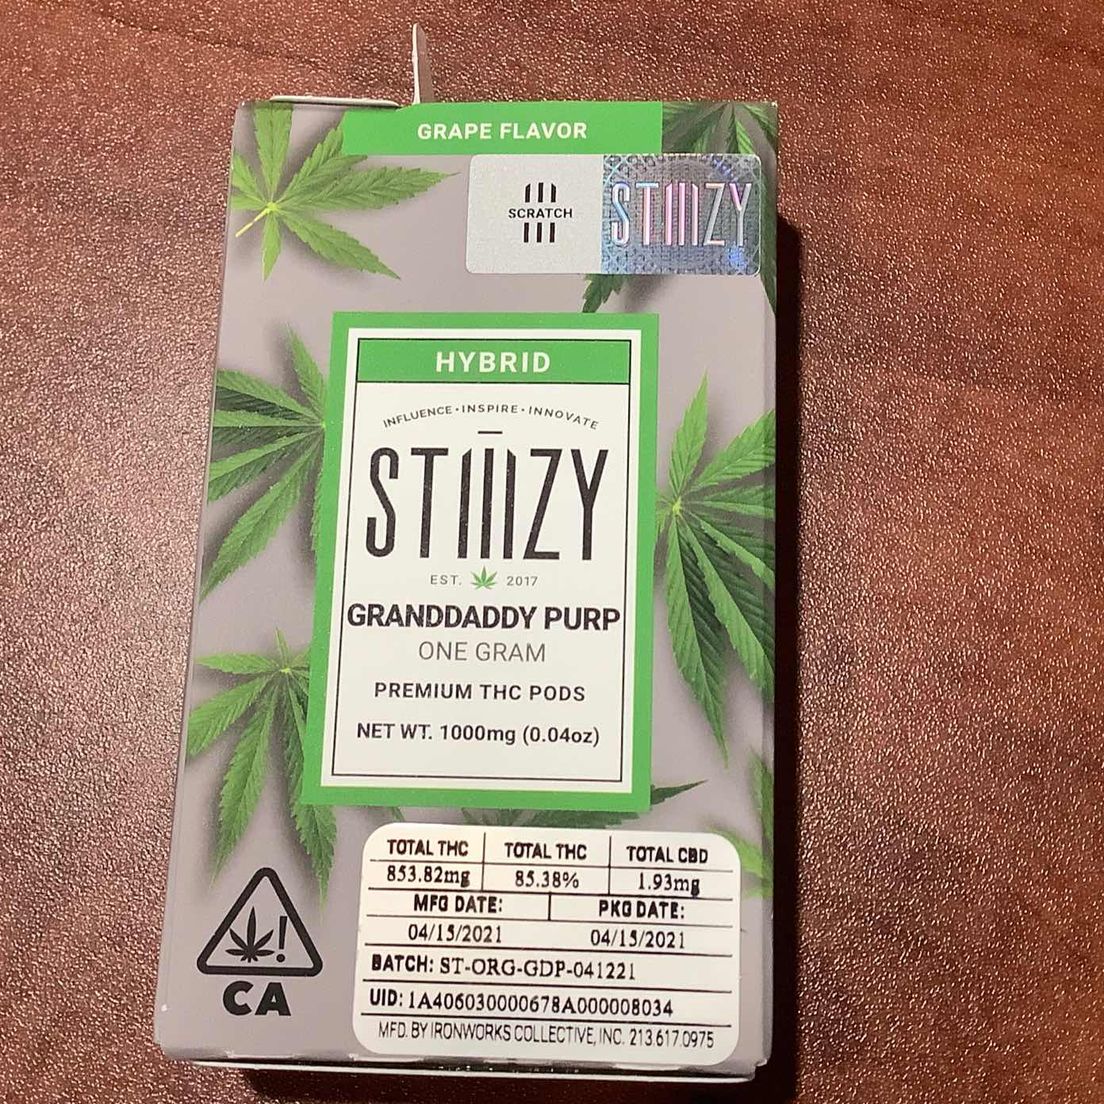 GRAPE FLAVOR
SCRATCH
STIIIZY
HYBRID
INFLUENCE • INSPIRE • INNOVATE
STIIIZY
EST. 2017
GRANDDADDY PURP
ONE GRAM
PREMIUM THC PODS
NET WT. 1000mg (0.04oz)
TOTAL THC TOTAL THC TOTAL CBD
853.82mg 85.38% 1.93mg
MFG DATE: PKG DATE:
04/15/2021 04/15/2021
BATCH: ST-ORG-GDP-041221
UID: 1A406030000678A000008034
MFD. BY IRONWORKS COLLECTIVE, INC. 213.617.0975
!
CA